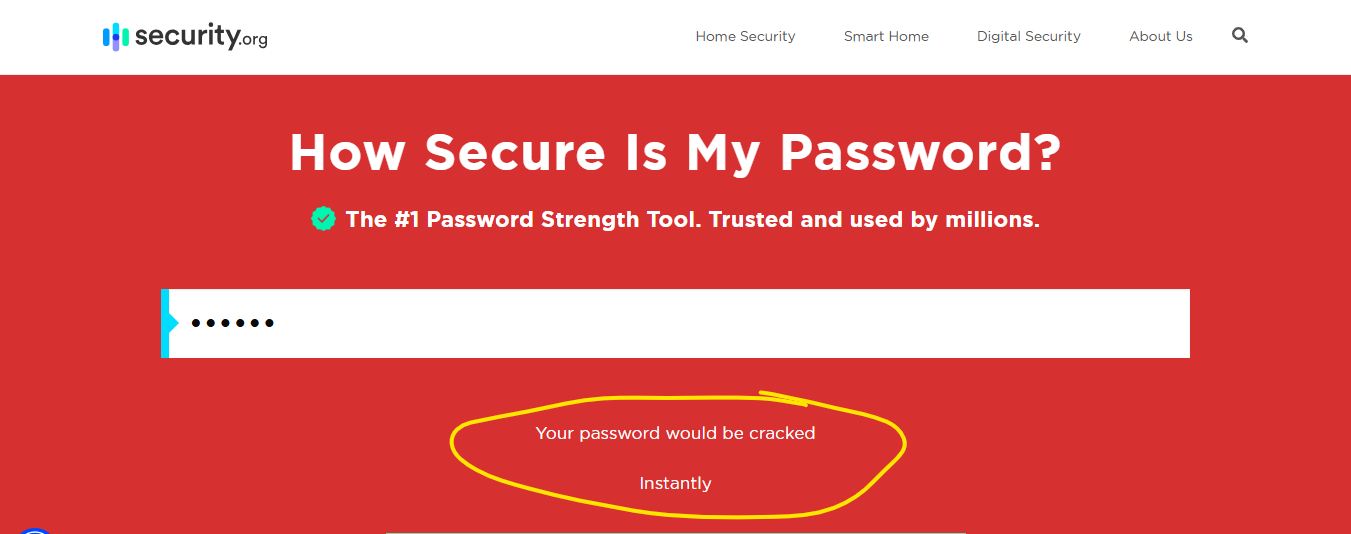 security.org
Home Security Smart Home Digital Security About Us
How Secure Is My Password?
The #1 Password Strength Tool. Trusted and used by millions.
••••••
Your password would be cracked
Instantly